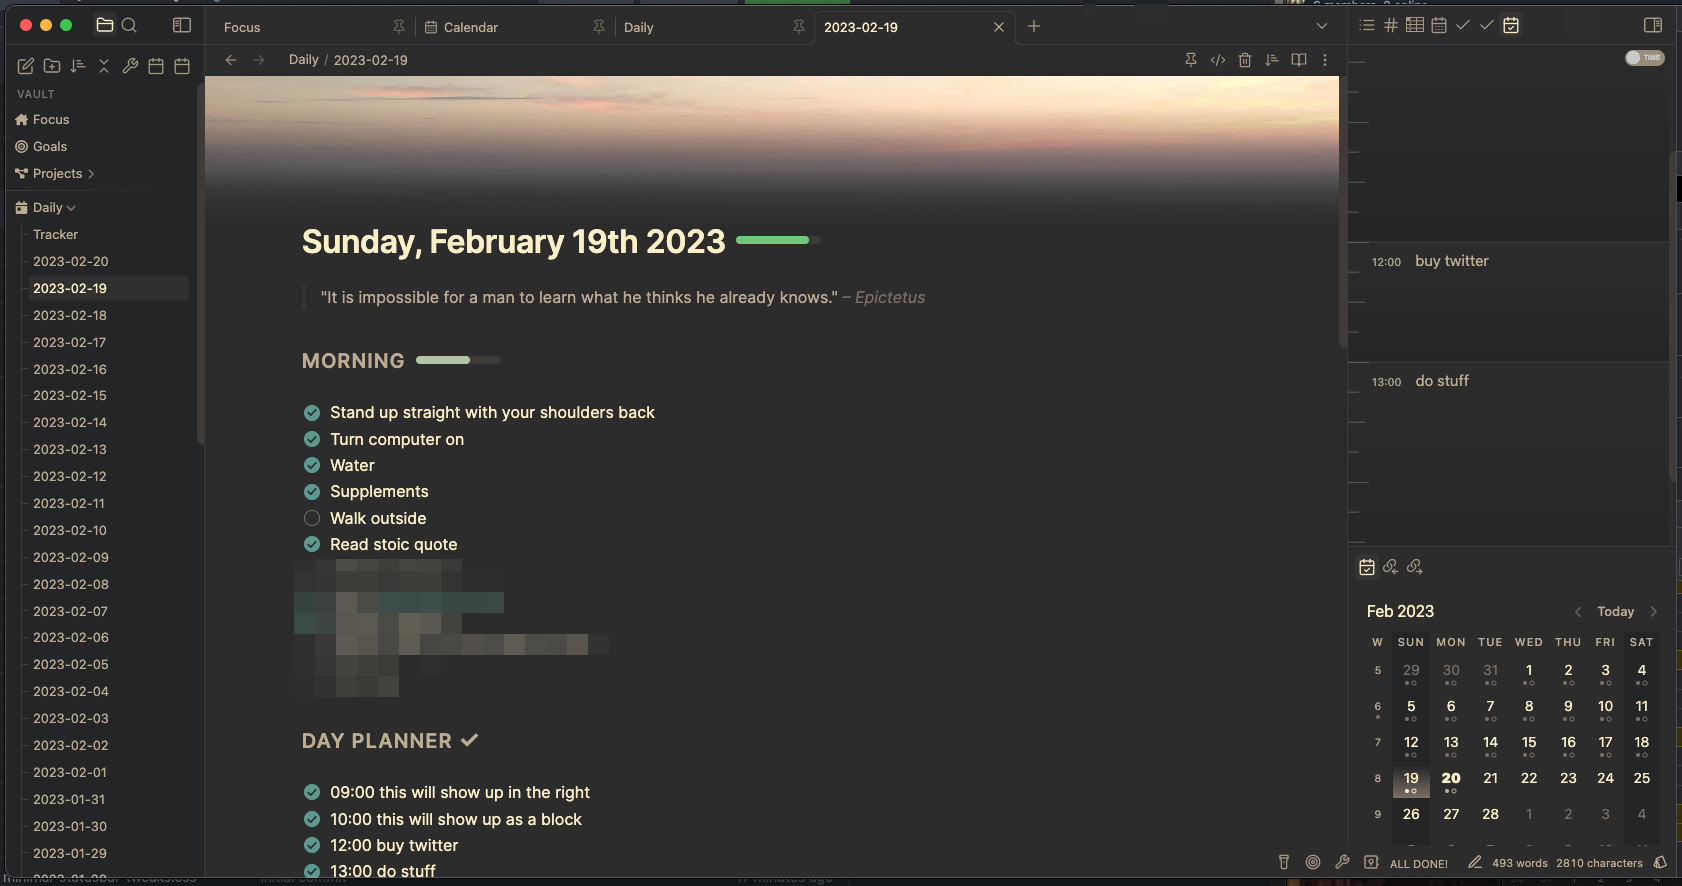 6 members, 2 online
Focus
Calendar
Daily
2023-02-19
Daily / 2023-02-19
TIME
VAULT
Focus
Goals
Projects
Daily
Tracker
2023-02-20
2023-02-19
2023-02-18
2023-02-17
2023-02-16
2023-02-15
2023-02-14
2023-02-13
2023-02-12
2023-02-11
2023-02-10
2023-02-09
2023-02-08
2023-02-07
2023-02-06
2023-02-05
2023-02-04
2023-02-03
2023-02-02
2023-02-01
2023-01-31
2023-01-30
2023-01-29
Sunday, February 19th 2023
"It is impossible for a man to learn what he thinks he already knows." – Epictetus
MORNING
Stand up straight with your shoulders back
Turn computer on
Water
Supplements
Walk outside
Read stoic quote
DAY PLANNER ✓
09:00 this will show up in the right
10:00 this will show up as a block
12:00 buy twitter
13:00 do stuff
12:00 buy twitter
13:00 do stuff
Feb 2023 Today
W SUN MON TUE WED THU FRI SAT
5 29 30 31 1 2 3 4
6 5 6 7 8 9 10 11
7 12 13 14 15 16 17 18
8 19 20 21 22 23 24 25
9 26 27 28 1 2 3 4
ALL DONE! 493 words 2810 characters
17 minutes ago